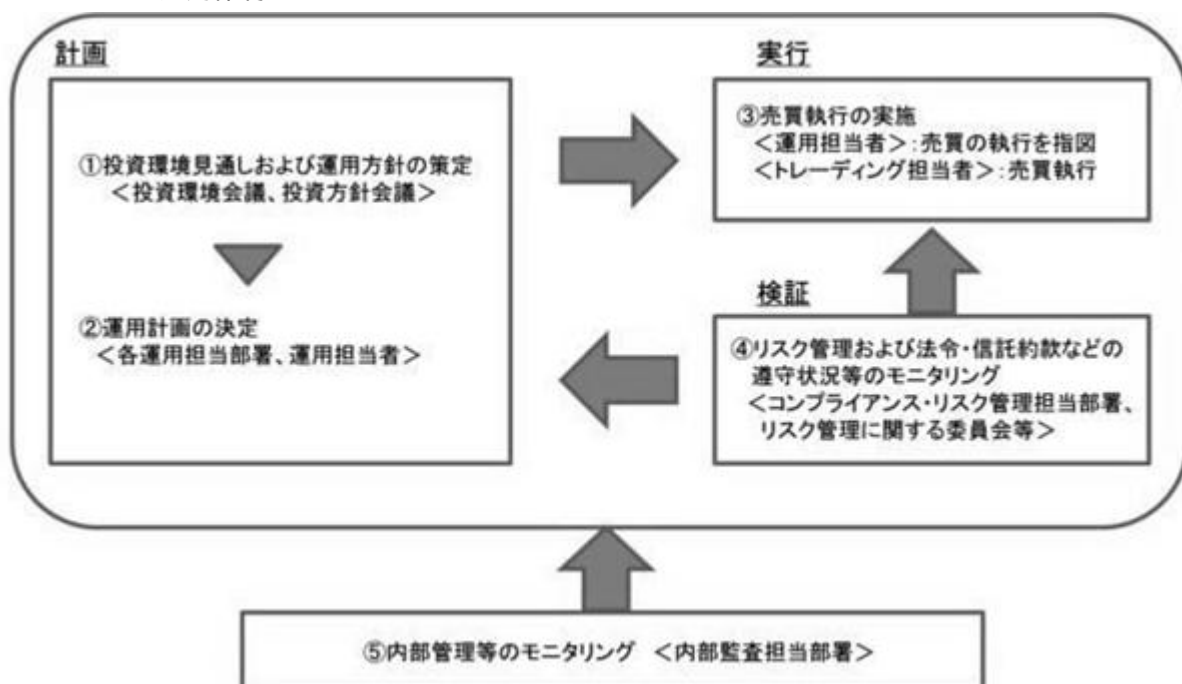 計画
①投資環境見通しおよび運用方針の策定
＜投資環境会議、投資方針会議＞
②運用計画の決定
＜各運用担当部署、運用担当者＞
実行
③売買執行の実施
＜運用担当者＞：売買の執行を指図
＜トレーディング担当者＞：売買執行
検証
④リスク管理および法令・信託約款などの
遵守状況等のモニタリング
＜コンプライアンス・リスク管理担当部署、
リスク管理に関する委員会等＞
⑤内部管理等のモニタリング ＜内部監査担当部署＞